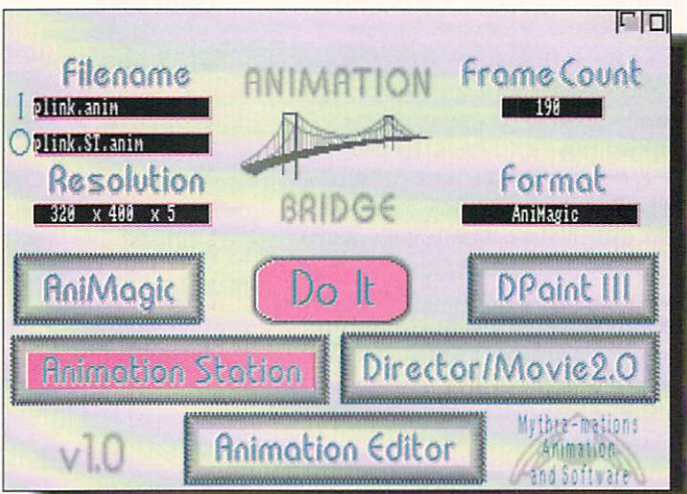 Filename
I plink.anim
O plink.ST.anim
Resolution
320 x 400 x 5
ANIMATION
BRIDGE
Frame Count
190
Format
AniMagic
AniMagic
Do It
DPaint III
Animation Station
Director/Movie2.0
v1.0
Animation Editor
Mythra-mations
Animation
and Software